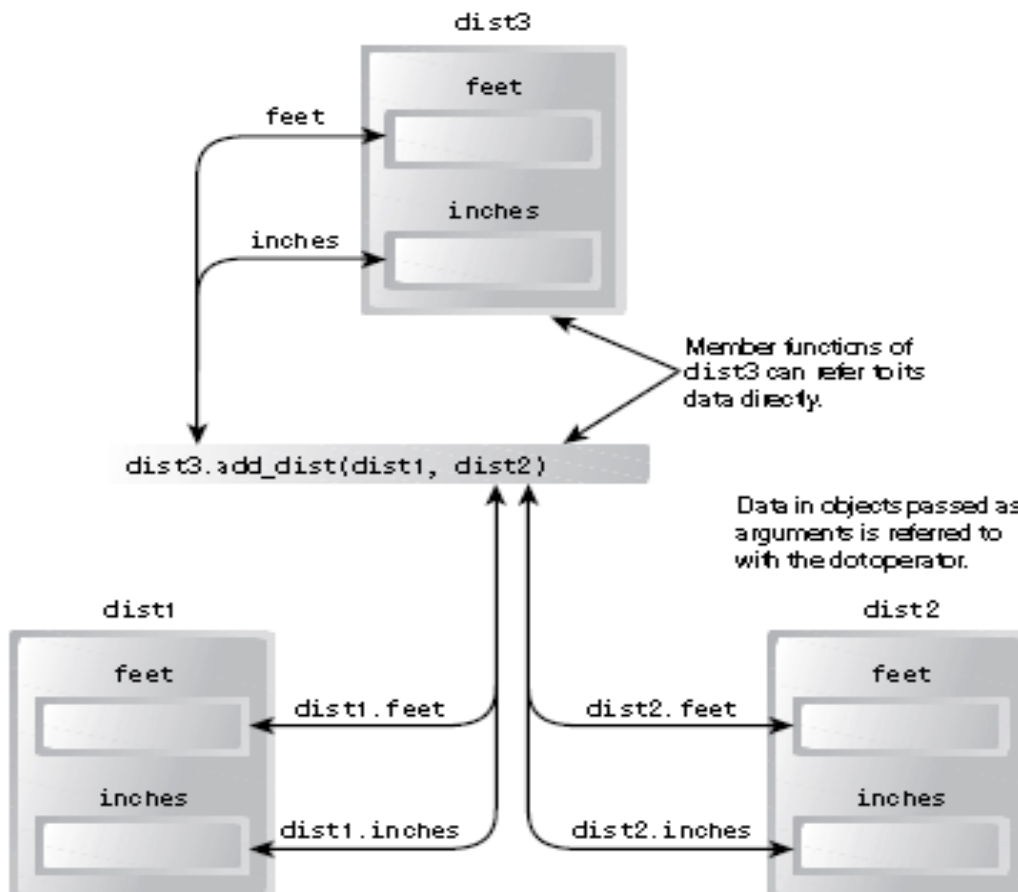 dist3
feet
feet
inches
inches
Member functions of
dist3 can refer to its
data directly.
dist3.add_dist(dist1, dist2)
Data in objects passed as
arguments is referred to
with the dot operator.
dist1
dist2
feet
feet
dist1.feet
dist2.feet
inches
inches
dist1.inches
dist2.inches